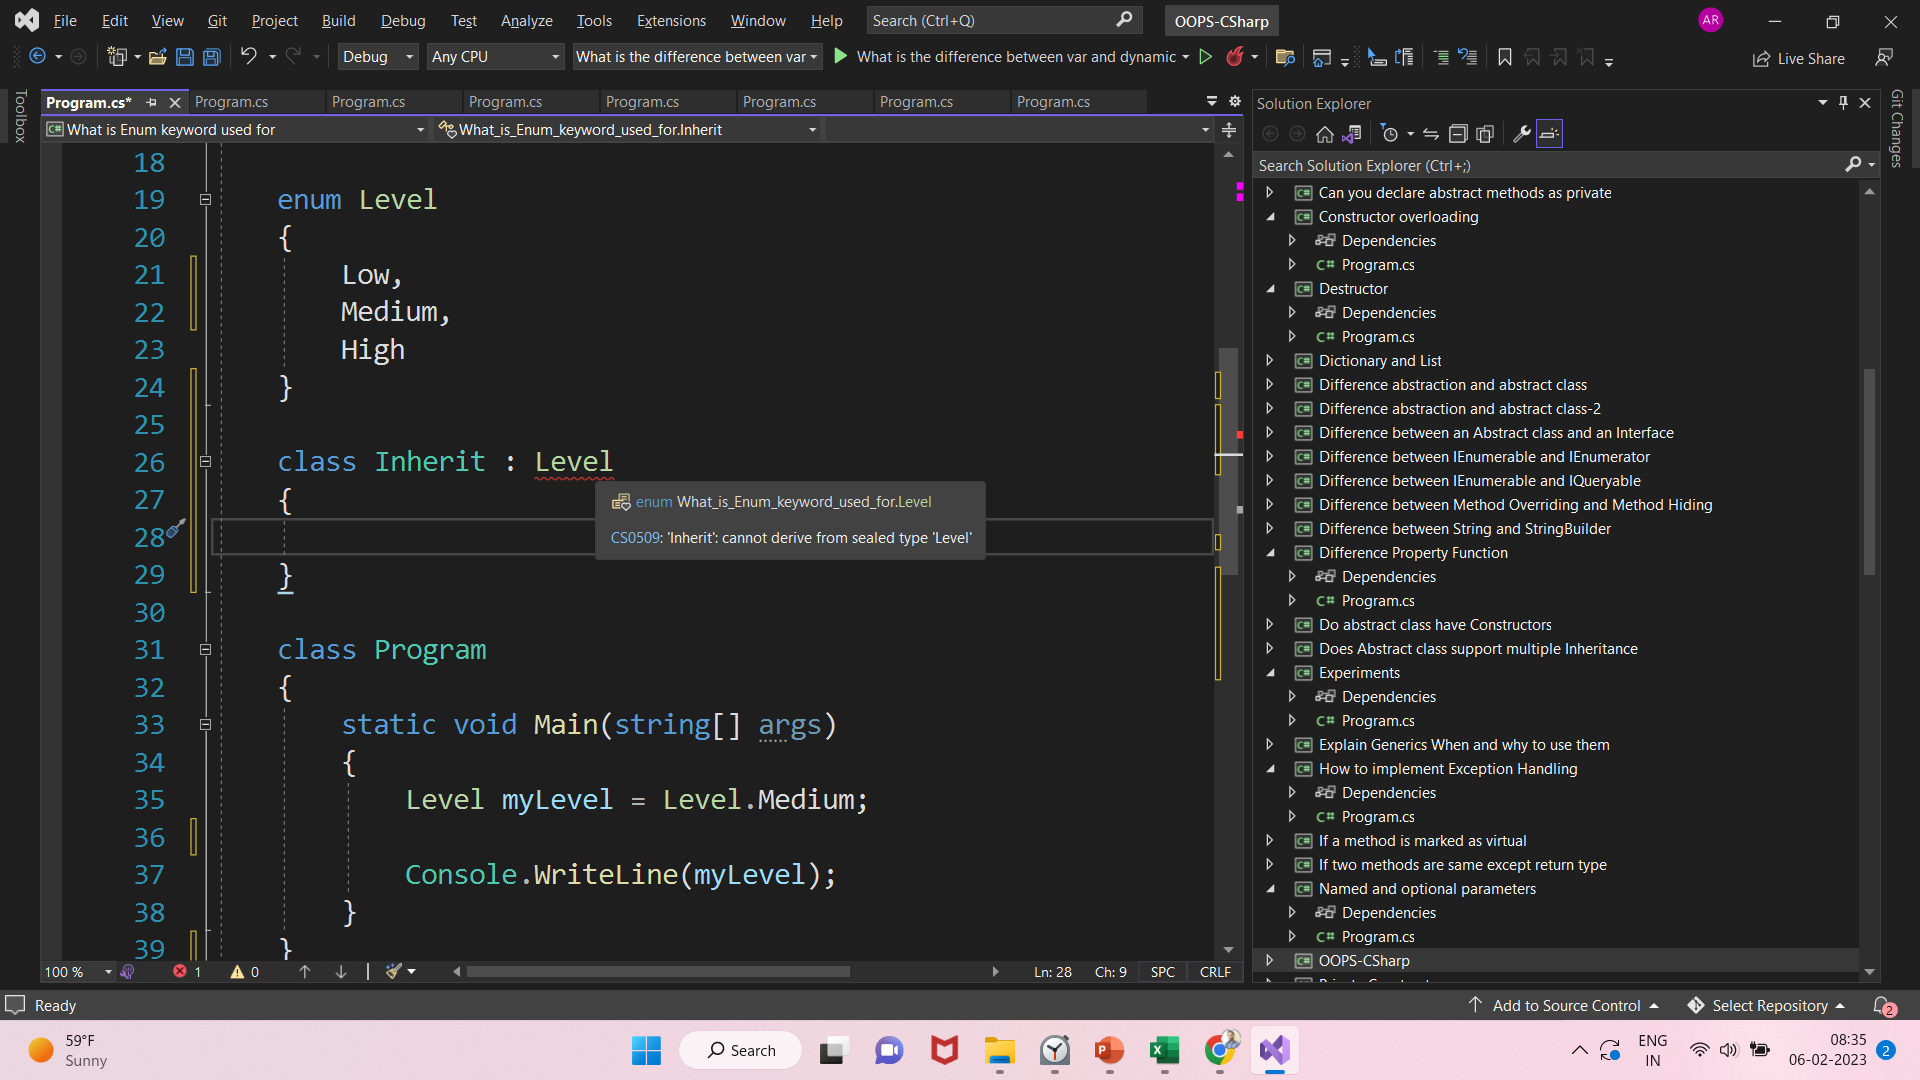 File Edit View Git Project Build Debug Test Analyze Tools Extensions Window Help Search (Ctrl+Q) OOPS-CSharp AR
Debug Any CPU What is the difference between var What is the difference between var and dynamic Live Share
Toolbox
Program.cs* Program.cs Program.cs Program.cs Program.cs Program.cs Program.cs Program.cs
What is Enum keyword used for What_is_Enum_keyword_used_for.Inherit
18
19 enum Level
20 {
21 Low,
22 Medium,
23 High
24 }
25
26 class Inherit : Level
27 {
enum What_is_Enum_keyword_used_for.Level
28
CS0509: 'Inherit': cannot derive from sealed type 'Level'
29 }
30
31 class Program
32 {
33 static void Main(string[] args)
34 {
35 Level myLevel = Level.Medium;
36
37 Console.WriteLine(myLevel);
38 }
39 }
100 % 1 0 Ln: 28 Ch: 9 SPC CRLF
Solution Explorer
Search Solution Explorer (Ctrl+;)
C# Can you declare abstract methods as private
C# Constructor overloading
Dependencies
C# Program.cs
C# Destructor
Dependencies
C# Program.cs
C# Dictionary and List
C# Difference abstraction and abstract class
C# Difference abstraction and abstract class-2
C# Difference between an Abstract class and an Interface
C# Difference between IEnumerable and IEnumerator
C# Difference between IEnumerable and IQueryable
C# Difference between Method Overriding and Method Hiding
C# Difference between String and StringBuilder
C# Difference Property Function
Dependencies
C# Program.cs
C# Do abstract class have Constructors
C# Does Abstract class support multiple Inheritance
C# Experiments
Dependencies
C# Program.cs
C# Explain Generics When and why to use them
C# How to implement Exception Handling
Dependencies
C# Program.cs
C# If a method is marked as virtual
C# If two methods are same except return type
C# Named and optional parameters
Dependencies
C# Program.cs
C# OOPS-CSharp
Git Changes
Ready Add to Source Control Select Repository 2
59°F
Sunny
Search
ENG
IN
08:35
06-02-2023
2